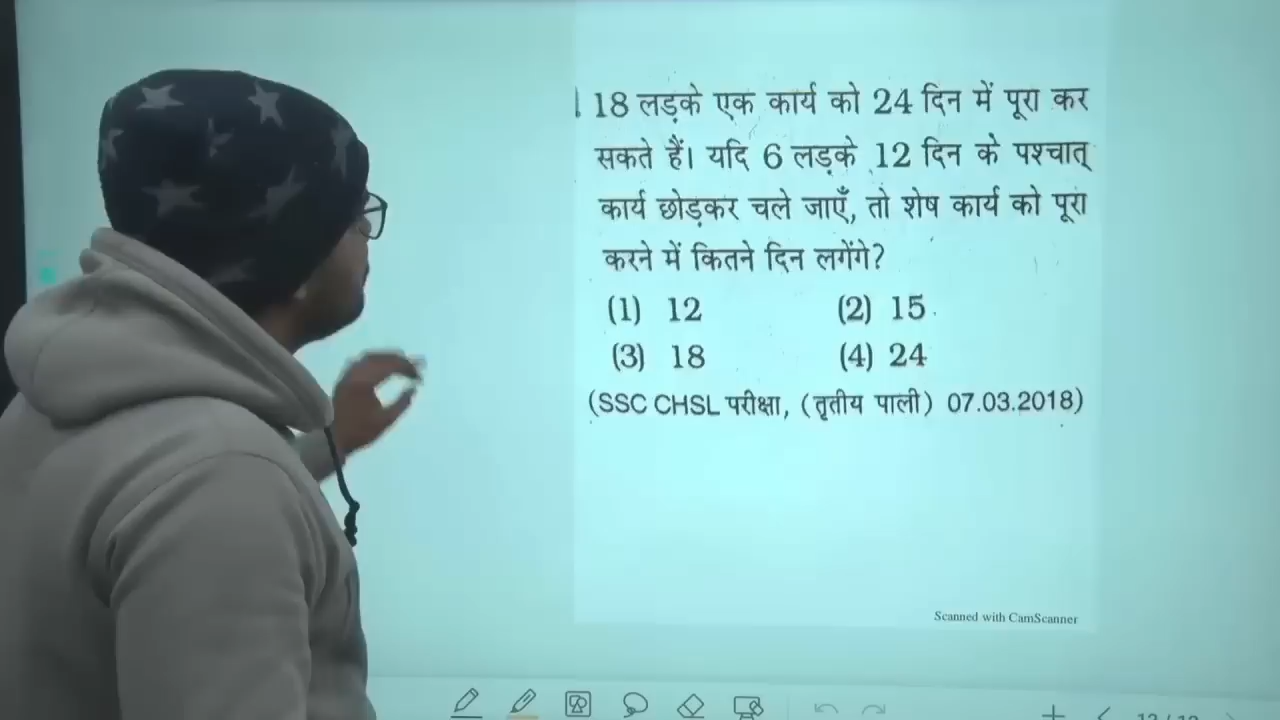 18 लड़के एक कार्य को 24 दिन में पूरा कर
सकते हैं। यदि 6 लड़के 12 दिन के पश्चात्
कार्य छोड़कर चले जाएँ, तो शेष कार्य को पूरा
करने में कितने दिन लगेंगे?
(1) 12 (2) 15
(3) 18 (4) 24
(SSC CHSL परीक्षा, (तृतीय पाली) 07.03.2018)
Scanned with CamScanner